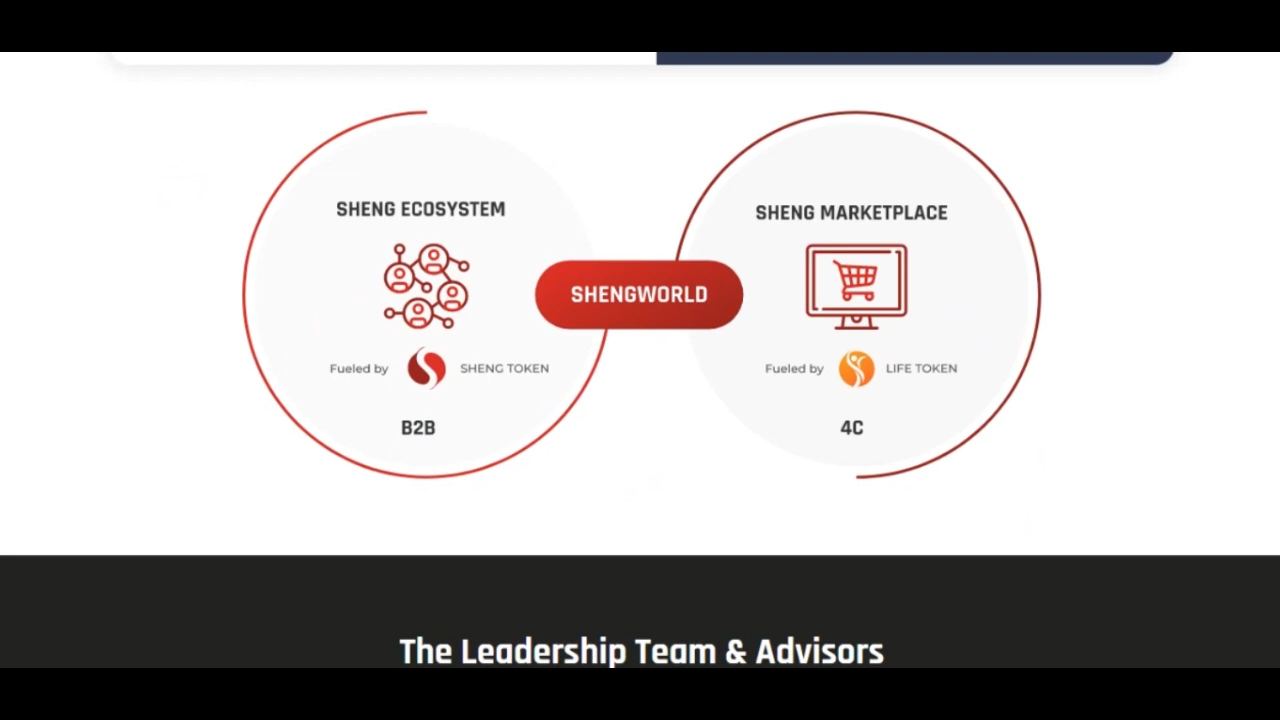 SHENG ECOSYSTEM
SHENG MARKETPLACE
SHENGWORLD
Fueled by SHENG TOKEN
Fueled by LIFE TOKEN
B2B
4C
The Leadership Team & Advisors